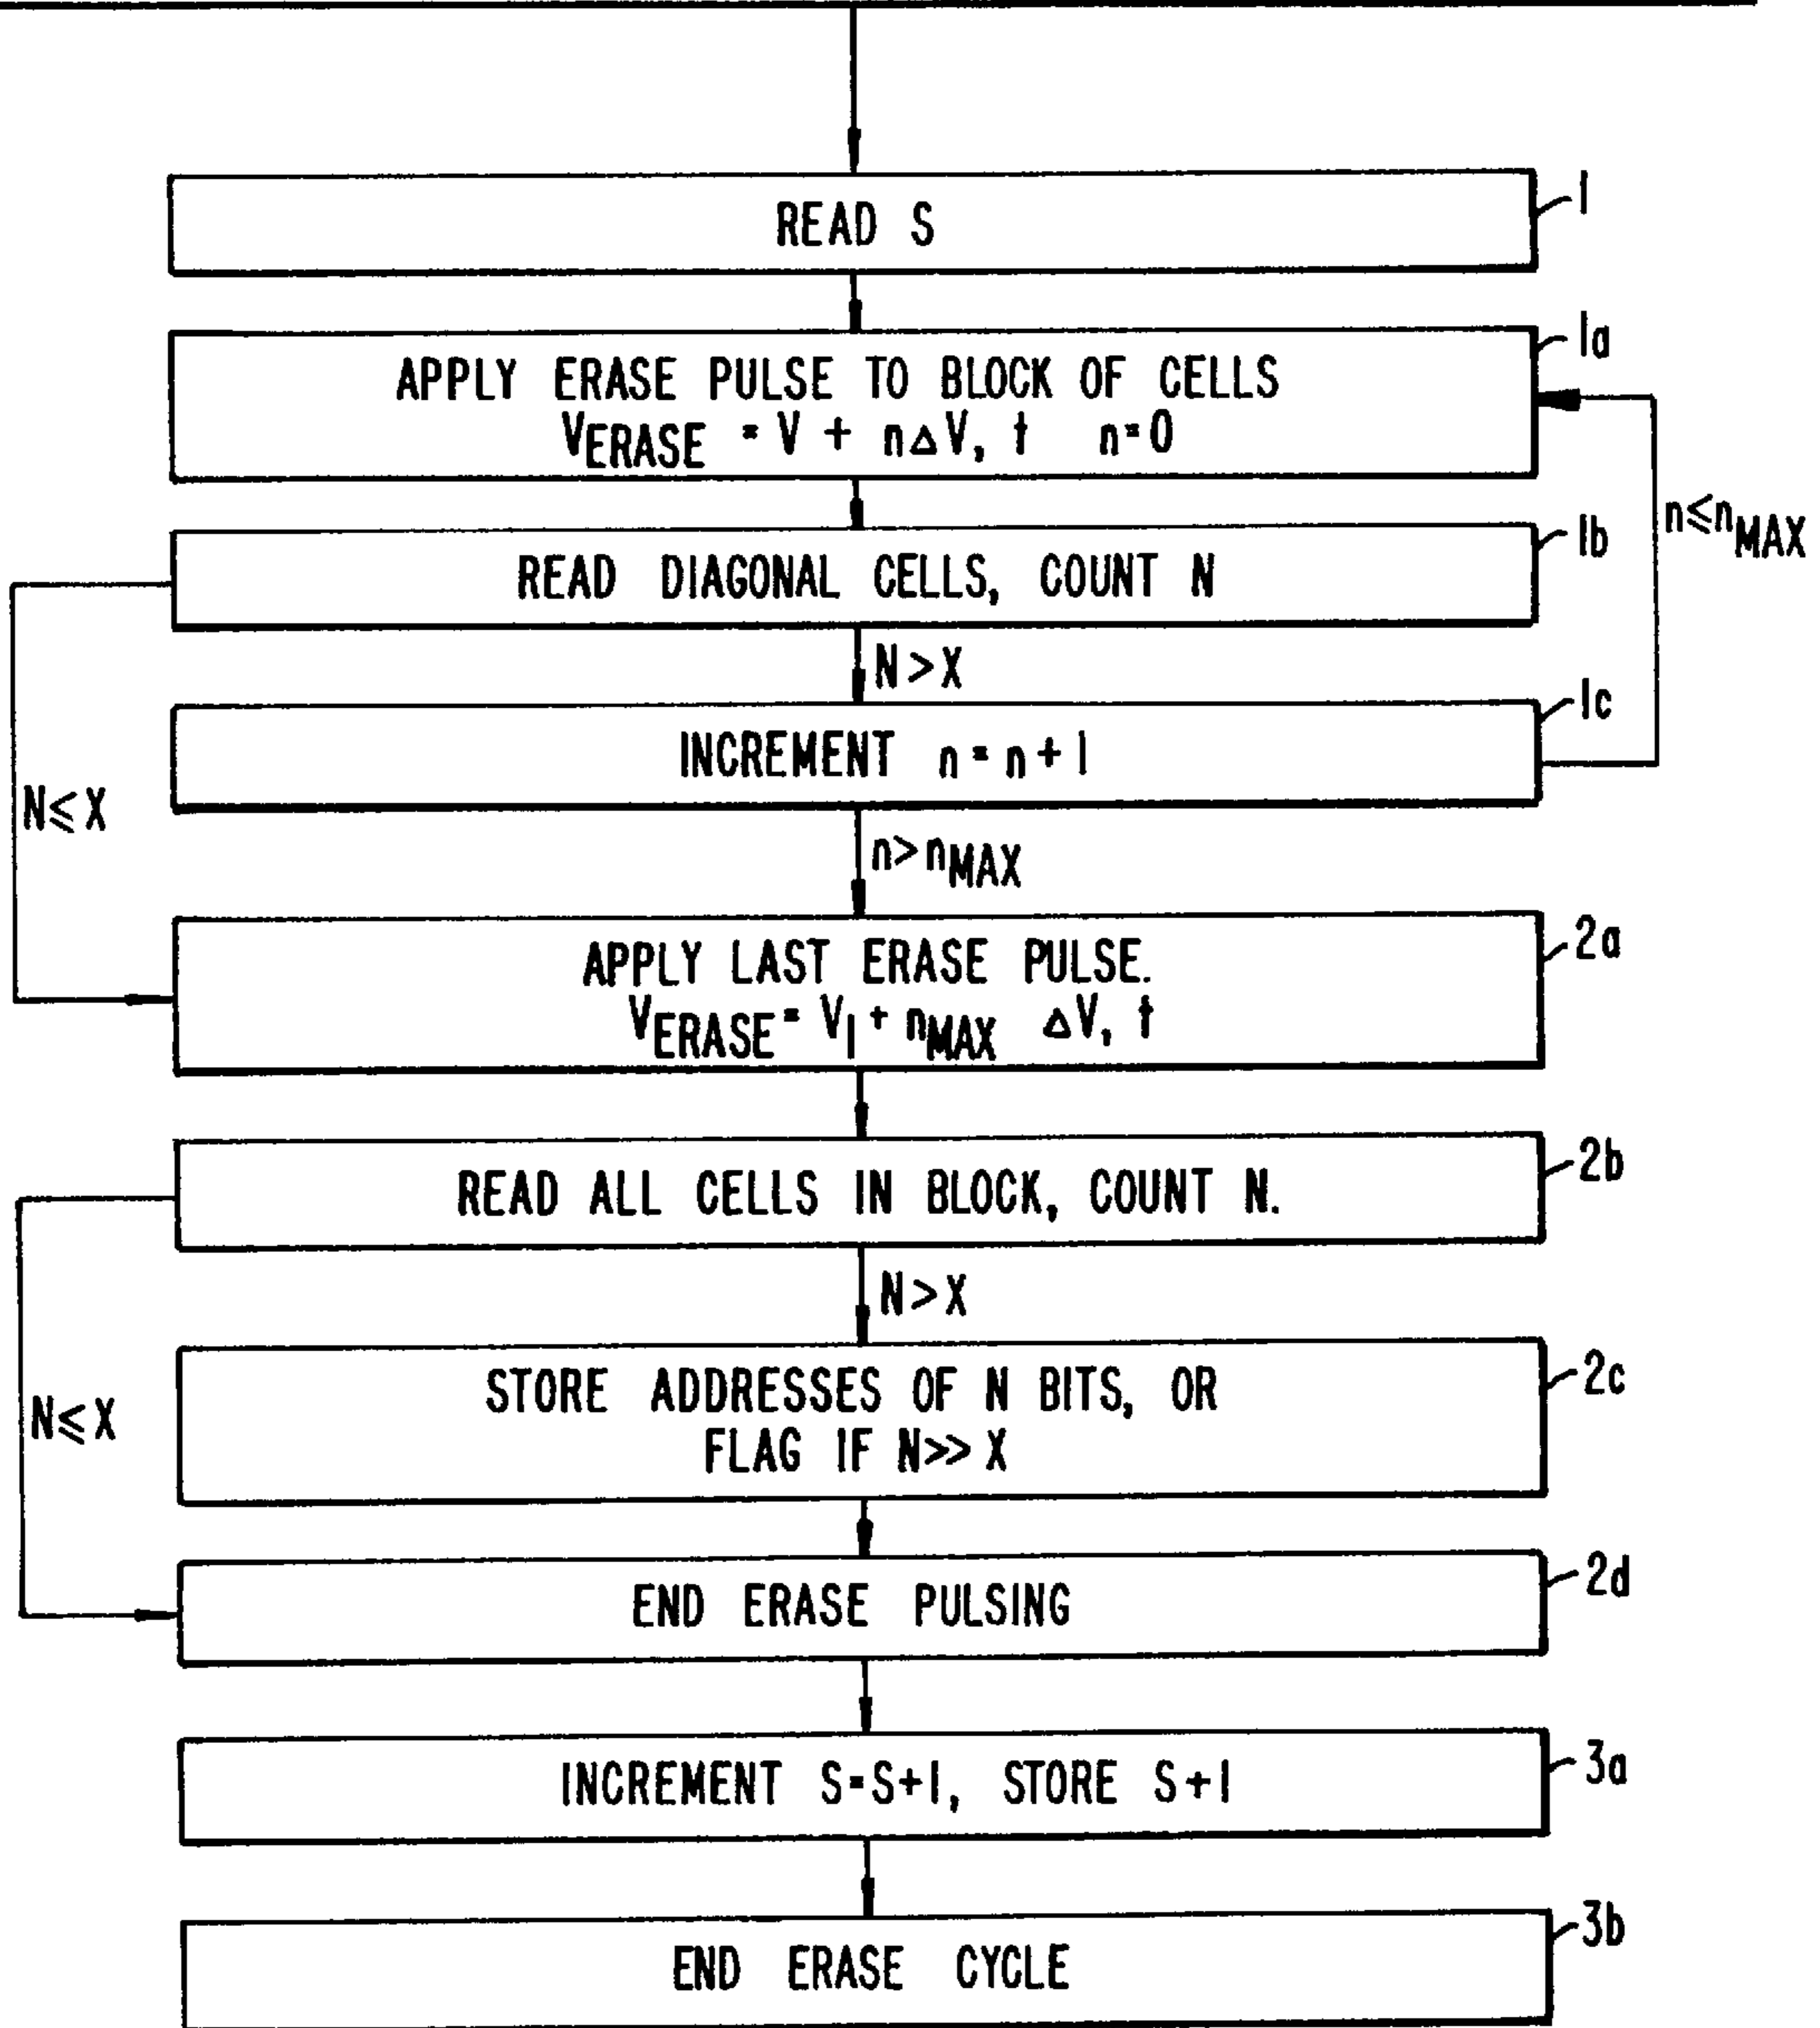 READ S
1
APPLY ERASE PULSE TO BLOCK OF CELLS
VERASE = V + n△V, t n=0
1a
n≤nMAX
READ DIAGONAL CELLS, COUNT N
1b
N>X
INCREMENT n=n+1
1c
N≤X
n>nMAX
APPLY LAST ERASE PULSE.
VERASE= V1+ nMAX △V, t
2a
READ ALL CELLS IN BLOCK, COUNT N.
2b
N>X
STORE ADDRESSES OF N BITS, OR
FLAG IF N>>X
2c
N≤X
END ERASE PULSING
2d
INCREMENT S=S+1, STORE S+1
3a
END ERASE CYCLE
3b